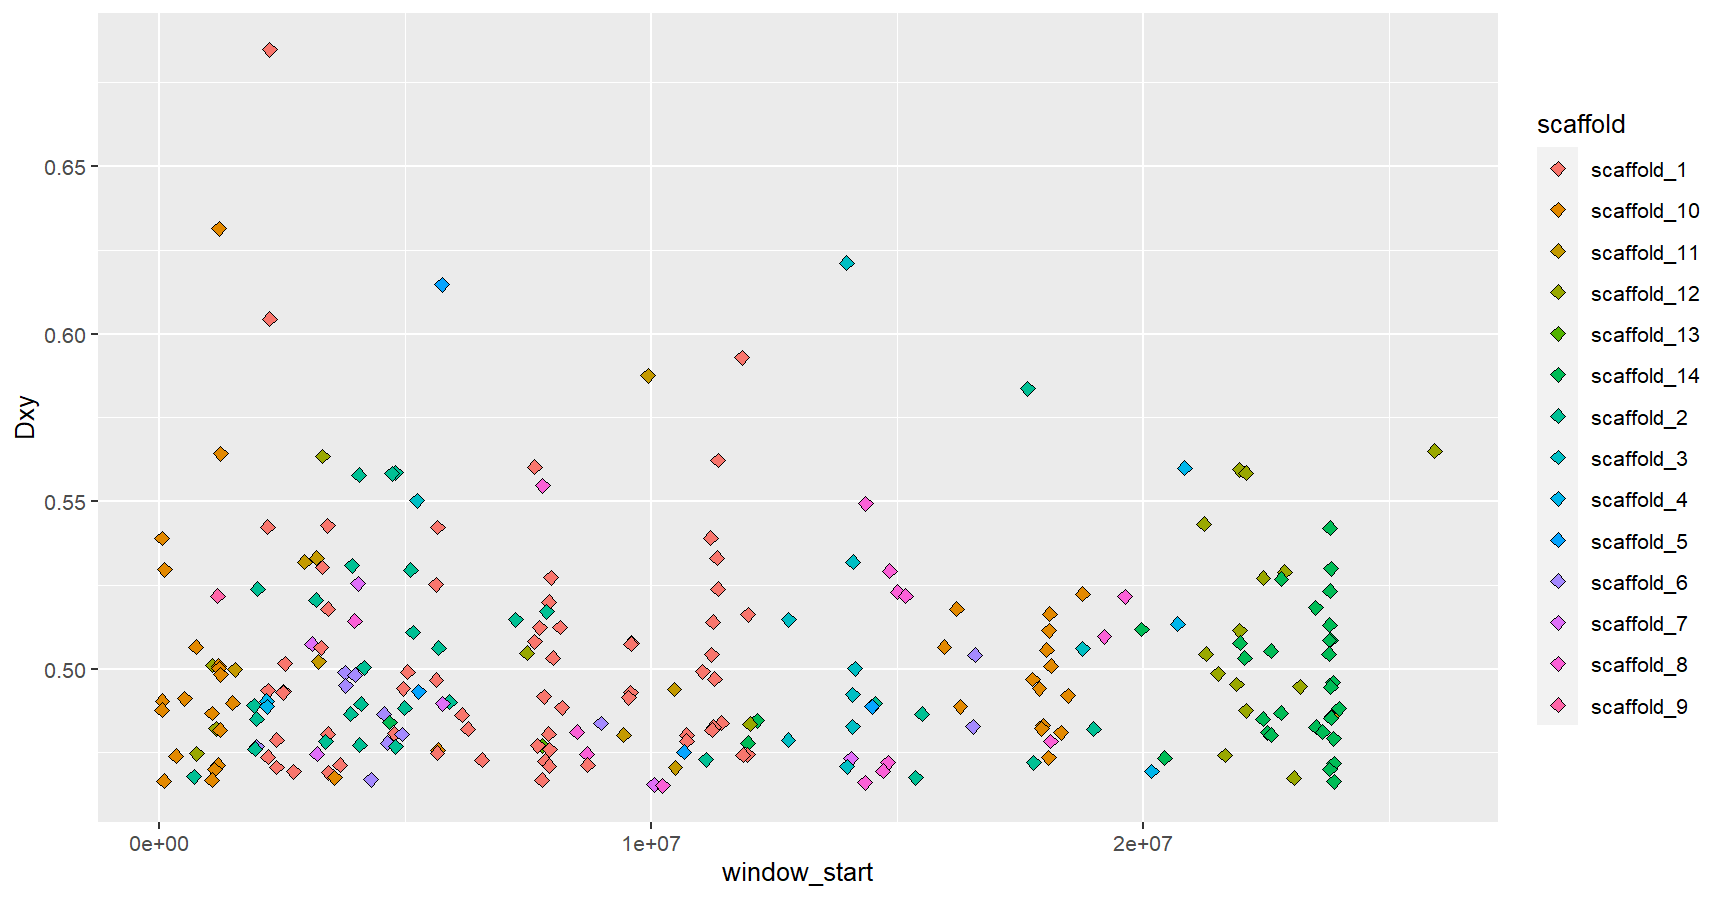 0.65
0.60
0.55
0.50
Dxy
0e+00
1e+07
2e+07
window_start
scaffold
scaffold_1
scaffold_10
scaffold_11
scaffold_12
scaffold_13
scaffold_14
scaffold_2
scaffold_3
scaffold_4
scaffold_5
scaffold_6
scaffold_7
scaffold_8
scaffold_9